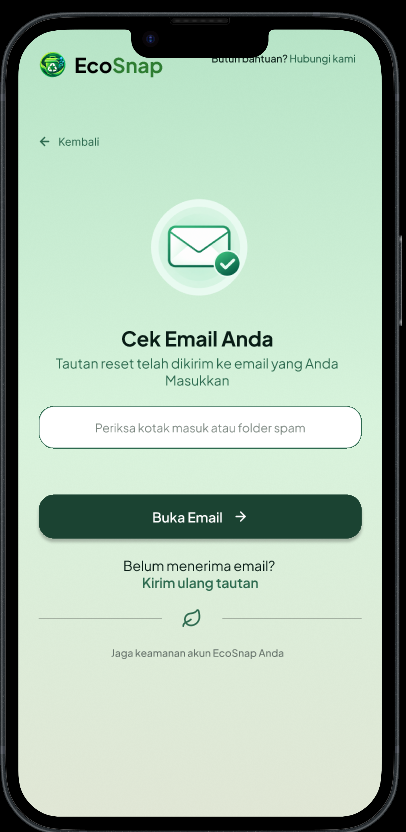 EcoSnap
Butuh bantuan? Hubungi kami
Kembali
Cek Email Anda
Tautan reset telah dikirim ke email yang Anda
Masukkan
Periksa kotak masuk atau folder spam
Buka Email
Belum menerima email?
Kirim ulang tautan
Jaga keamanan akun EcoSnap Anda